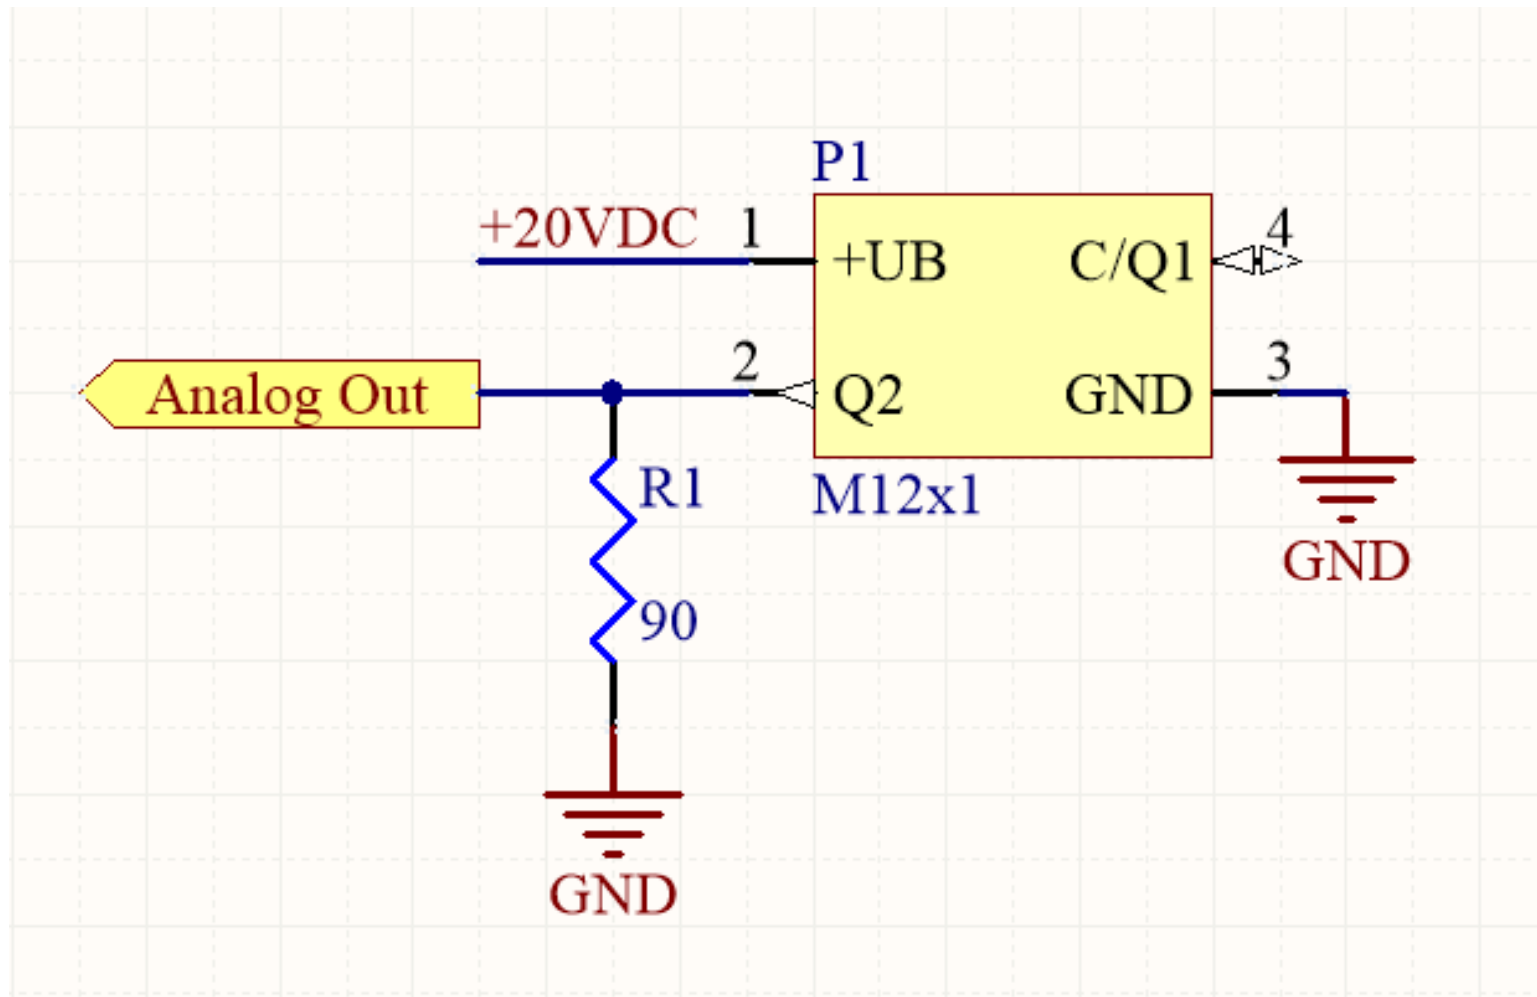 P1
+20VDC
1
+UB
C/Q1
4
Analog Out
2
Q2
GND
3
R1
M12x1
GND
90
GND